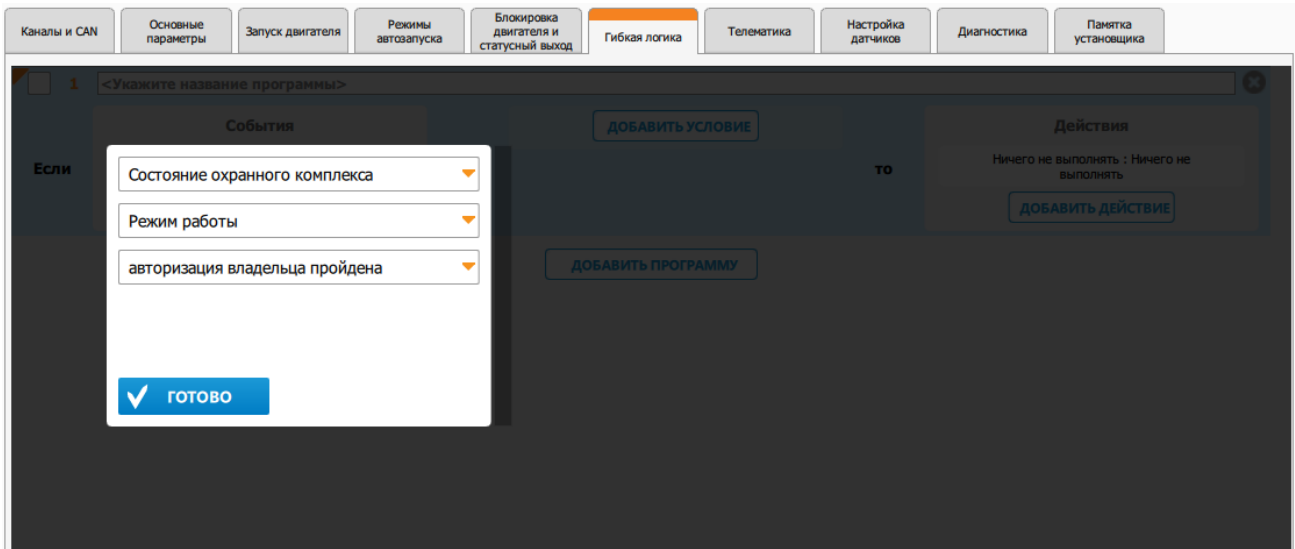 Каналы и CAN
Основные
параметры
Запуск двигателя
Режимы
автозапуска
Блокировка
двигателя и
статусный выход
Гибкая логика
Телематика
Настройка
датчиков
Диагностика
Памятка
установщика
1 <Укажите название программы>
События
ДОБАВИТЬ УСЛОВИЕ
Действия
Если
то
Ничего не выполнять : Ничего не
выполнять
ДОБАВИТЬ ДЕЙСТВИЕ
ДОБАВИТЬ ПРОГРАММУ
Состояние охранного комплекса
Режим работы
авторизация владельца пройдена
ГОТОВО